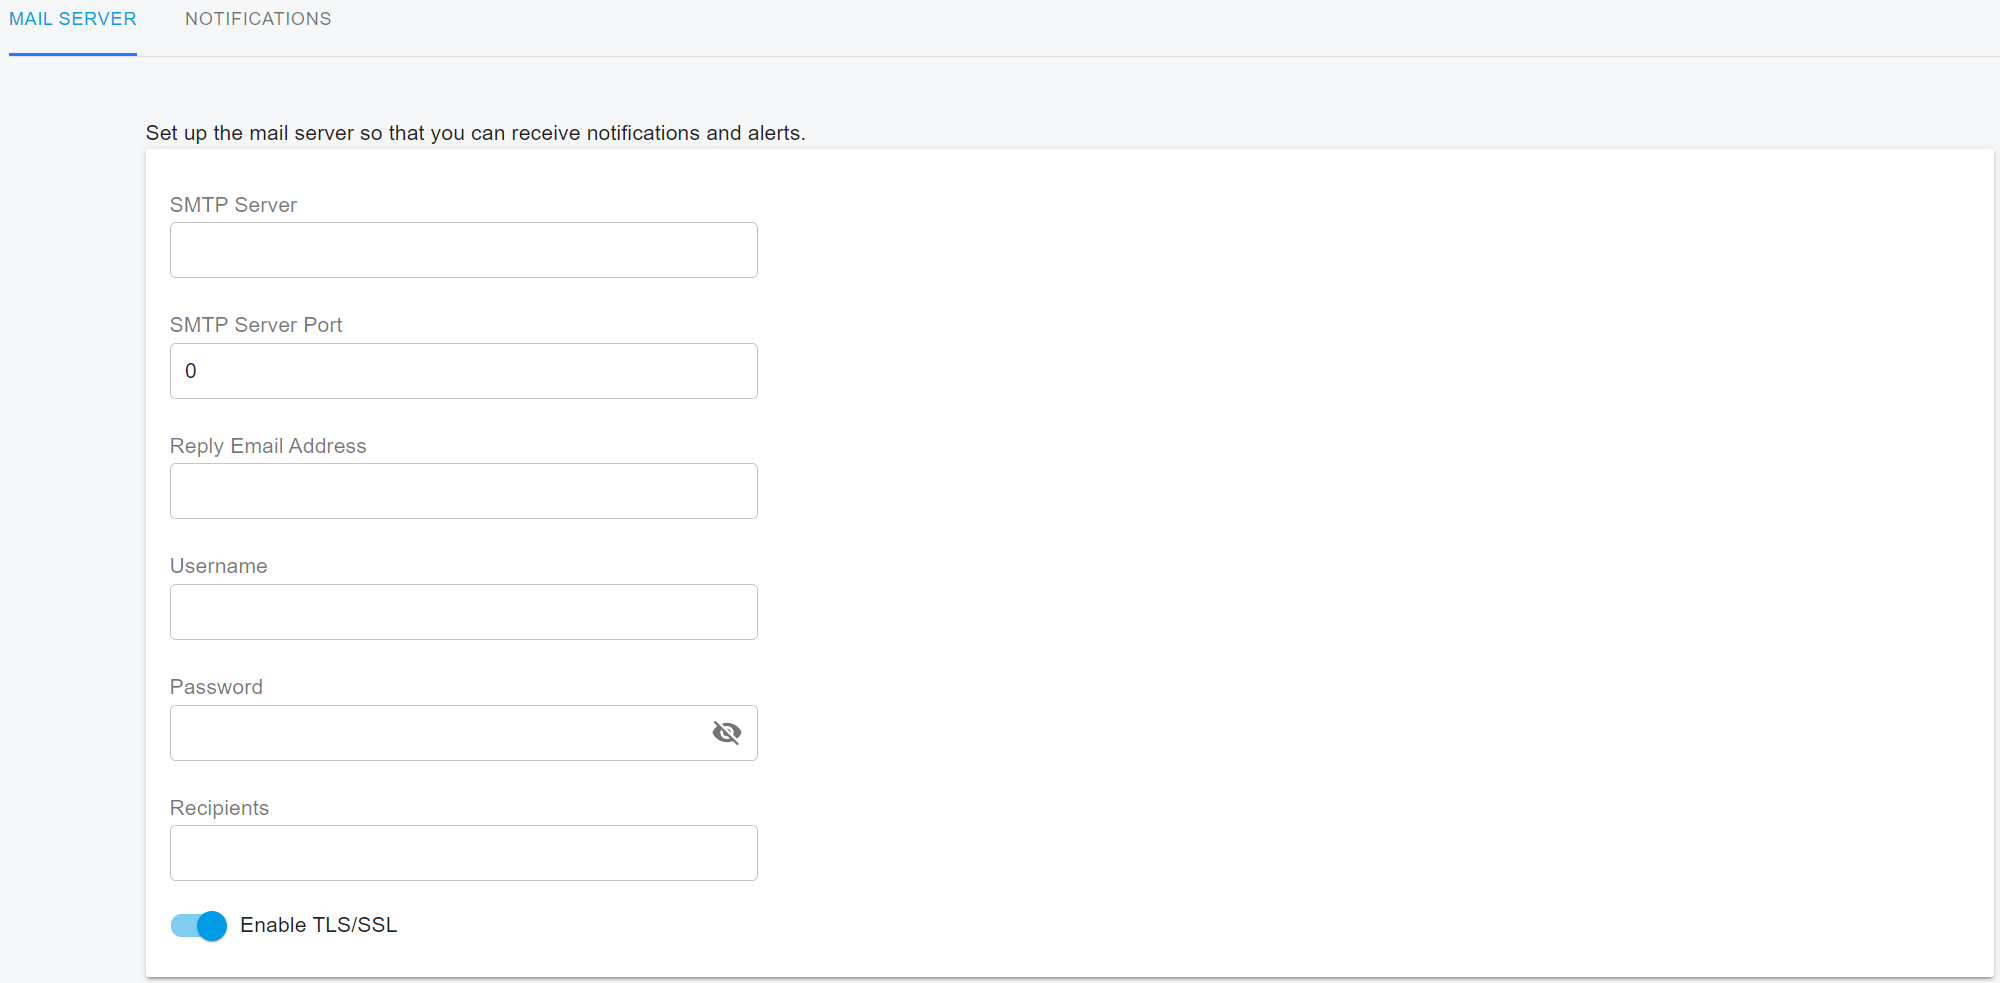 MAIL SERVER NOTIFICATIONS
Set up the mail server so that you can receive notifications and alerts.
SMTP Server
SMTP Server Port
0
Reply Email Address
Username
Password
Recipients
Enable TLS/SSL